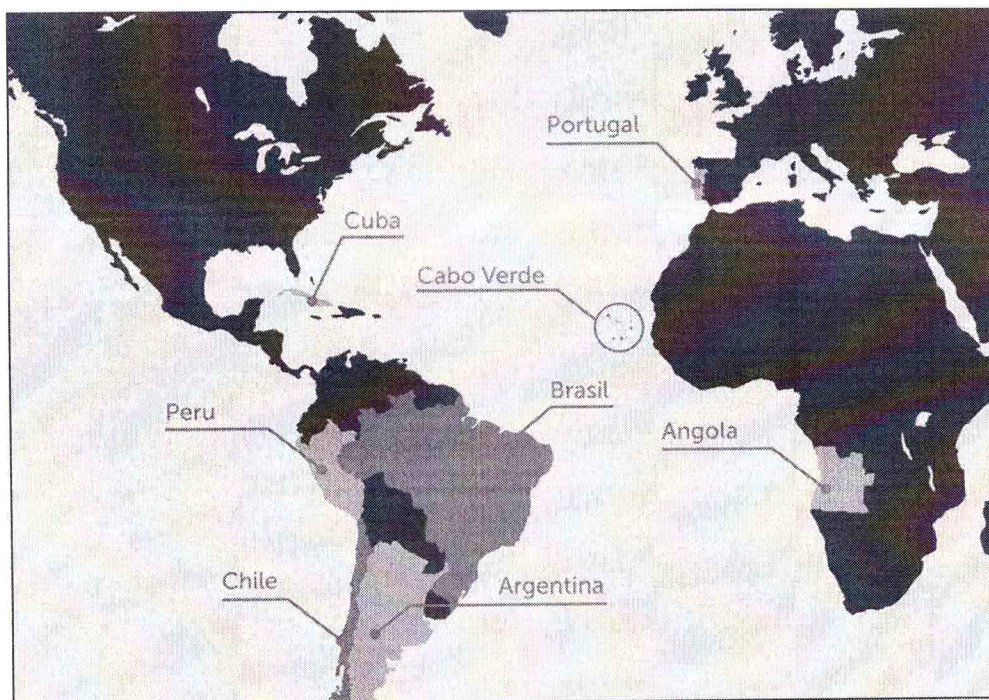 Portugal
Cuba
Cabo Verde
Brasil
Peru
Angola
Chile
Argentina